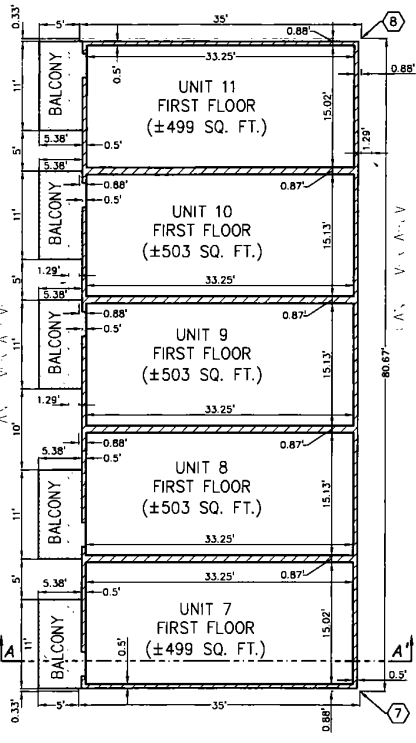 35'
0.33'
5'
0.88'
8
33.25'
0.5'
0.88'
11'
BALCONY
UNIT 11
FIRST FLOOR
(±499 SQ. FT.)
15.02'
1.29'
5.38'
0.5'
5'
5.38'
0.88'
0.87'
0.5'
11'
BALCONY
UNIT 10
FIRST FLOOR
(±503 SQ. FT.)
15.13'
1.29'
33.25'
5'
5.38'
0.88'
0.87'
0.5'
11'
BALCONY
UNIT 9
FIRST FLOOR
(±503 SQ. FT.)
15.13'
80.67'
33.25'
1.29'
10'
0.88'
0.87'
5.38'
0.5'
11'
BALCONY
UNIT 8
FIRST FLOOR
(±503 SQ. FT.)
15.13'
33.25'
5'
0.87'
5.38'
33.25'
0.5'
11'
BALCONY
UNIT 7
FIRST FLOOR
(±499 SQ. FT.)
15.02'
A
A'
0.5'
0.5'
0.33'
5'
35'
0.88'
7